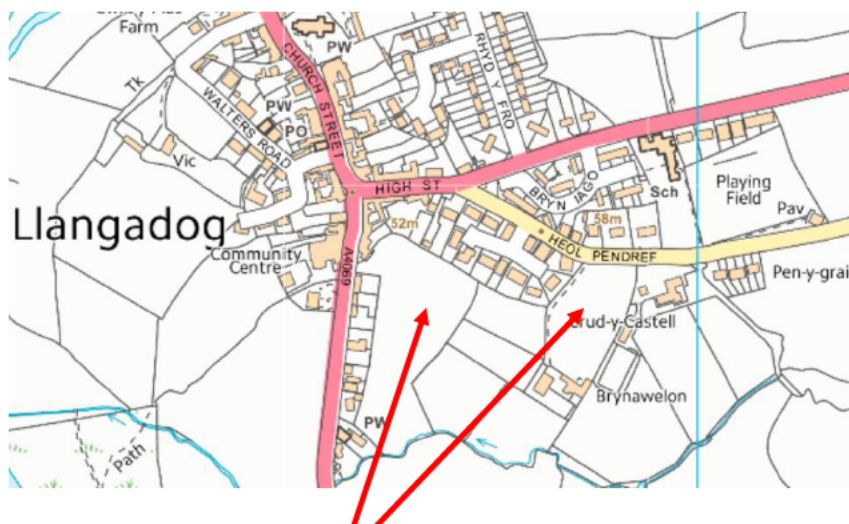 Farm
PW
CHURCH STREET
RHYD Y FRO
Tk
WALTERS ROAD
PW
PO
Vic
HIGH ST
BRYN IAGO
Sch
Playing
Field
Pav
Llangadog
52m
58m
HEOL PENDREF
Community
Centre
A4069
Pen-y-grai
rud-y-Castell
Brynawelon
PW
Path